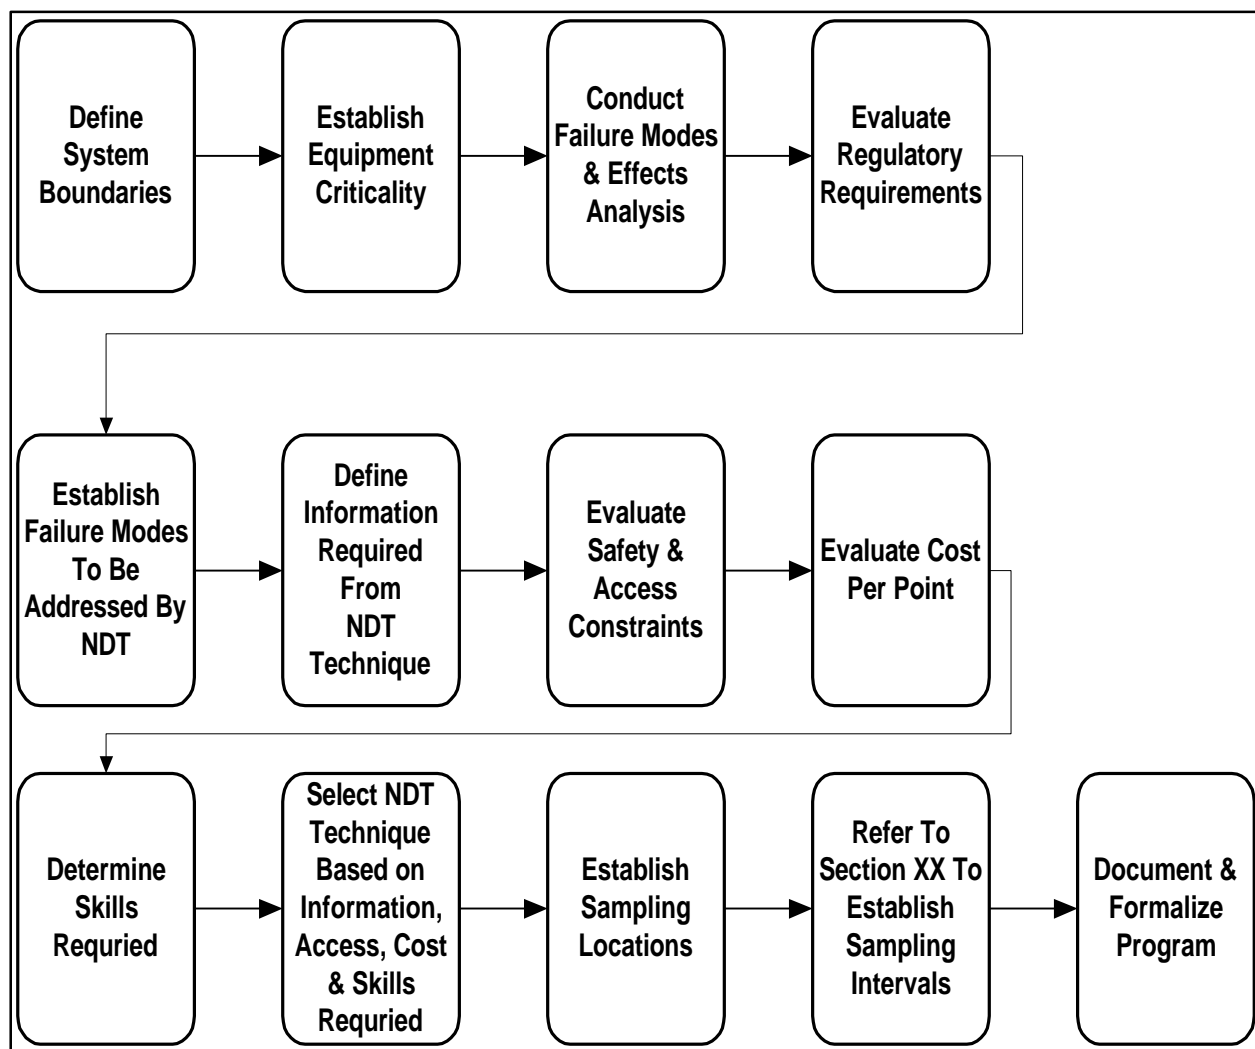 Define
System
Boundaries
Establish
Equipment
Criticality
Conduct
Failure Modes
& Effects
Analysis
Evaluate
Regulatory
Requirements
Establish
Failure Modes
To Be
Addressed By
NDT
Define
Information
Required
From
NDT
Technique
Evaluate
Safety &
Access
Constraints
Evaluate Cost
Per Point
Determine
Skills
Requried
Select NDT
Technique
Based on
Information,
Access, Cost
& Skills
Requried
Establish
Sampling
Locations
Refer To
Section XX To
Establish
Sampling
Intervals
Document &
Formalize
Program